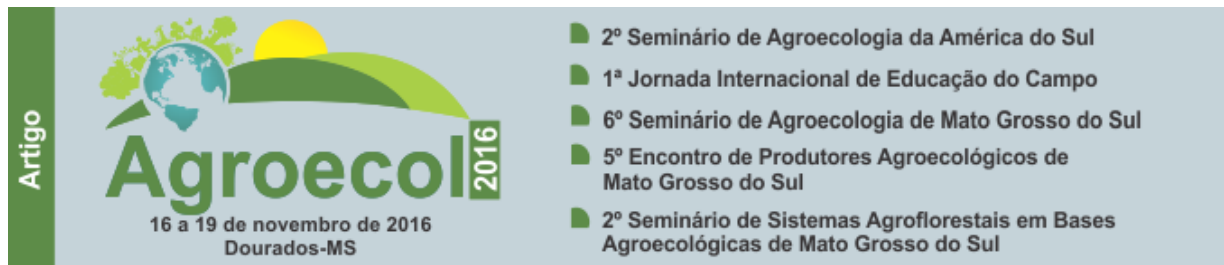 Artigo
Agroecol
2016
16 a 19 de novembro de 2016
Dourados-MS
2º Seminário de Agroecologia da América do Sul
1ª Jornada Internacional de Educação do Campo
6º Seminário de Agroecologia de Mato Grosso do Sul
5º Encontro de Produtores Agroecológicos de
Mato Grosso do Sul
2º Seminário de Sistemas Agroflorestais em Bases
Agroecológicas de Mato Grosso do Sul